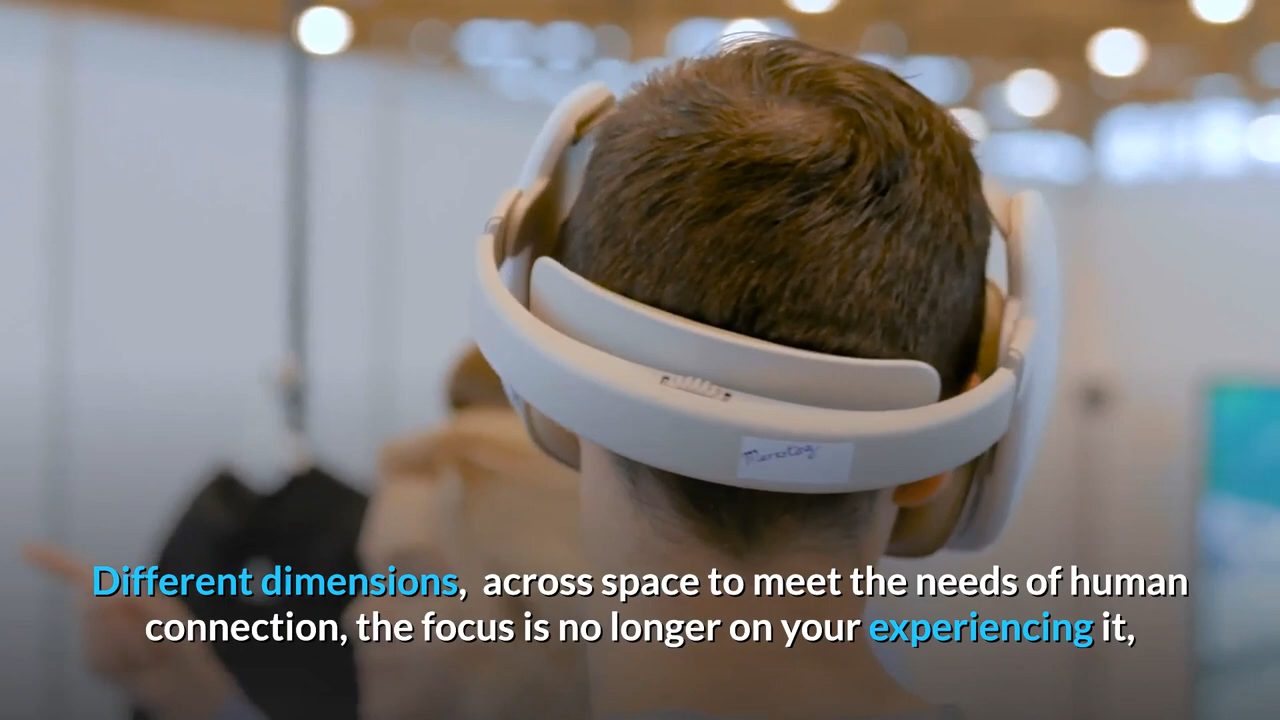 Different dimensions, across space to meet the needs of human
connection, the focus is no longer on your experiencing it,